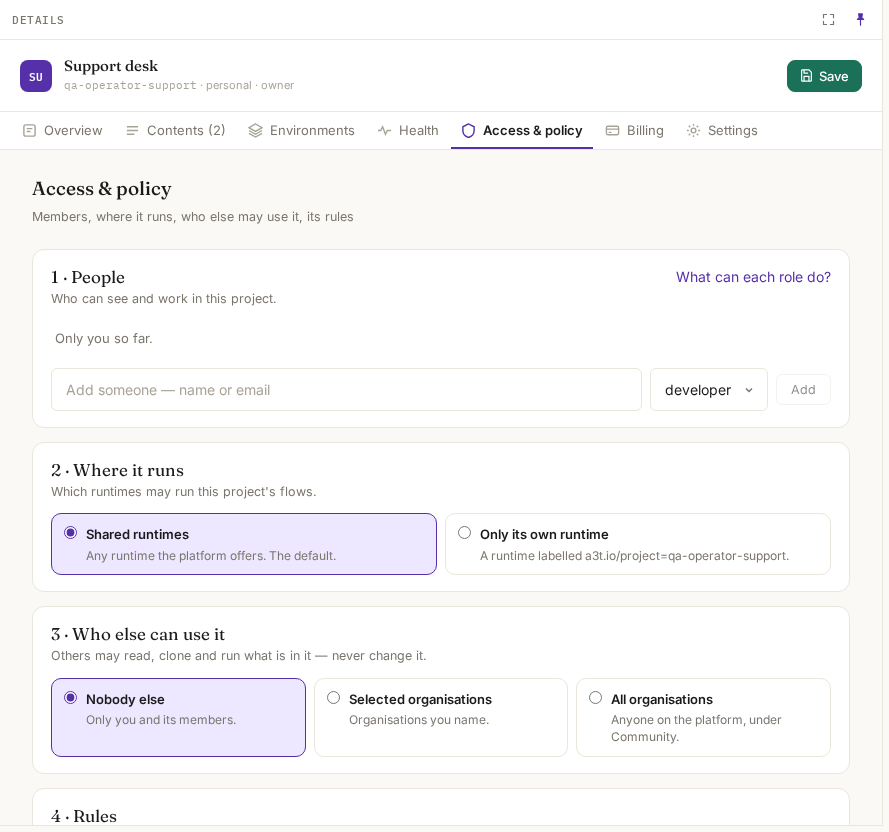 DETAILS
SU
Support desk
qa-operator-support · personal · owner
Save
Overview
Contents (2)
Environments
Health
Access & policy
Billing
Settings
Access & policy
Members, where it runs, who else may use it, its rules
1 · People
What can each role do?
Who can see and work in this project.
Only you so far.
Add someone — name or email
developer
Add
2 · Where it runs
Which runtimes may run this project's flows.
Shared runtimes
Any runtime the platform offers. The default.
Only its own runtime
A runtime labelled a3t.io/project=qa-operator-support.
3 · Who else can use it
Others may read, clone and run what is in it — never change it.
Nobody else
Only you and its members.
Selected organisations
Organisations you name.
All organisations
Anyone on the platform, under
Community.
4 · Rules